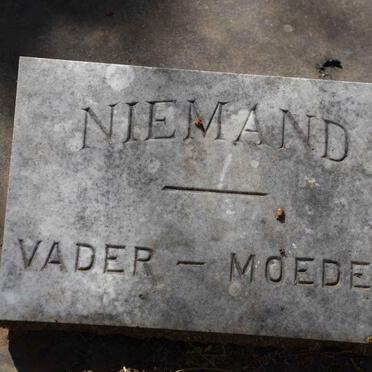 NIEMAND
VADER - MOEDE